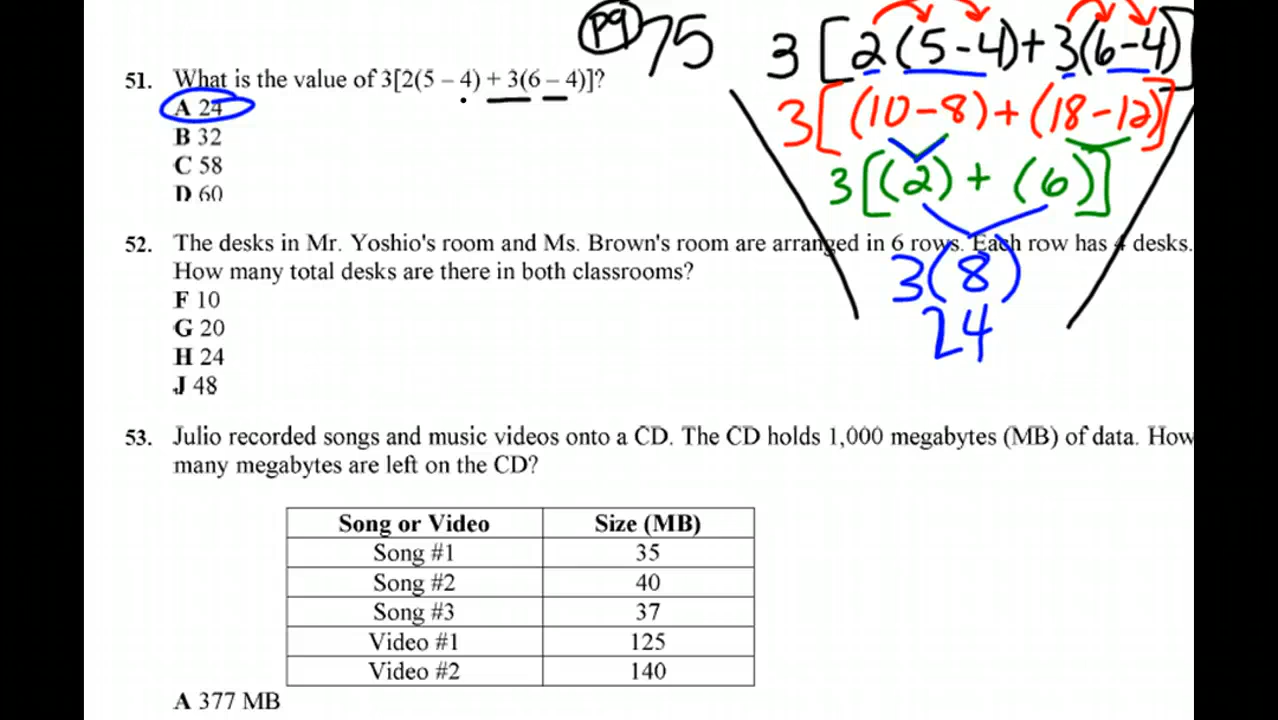 pg 75
3[2(5-4)+3(6-4)]
3[(10-8)+(18-12)]
3[(2)+(6)]
3(8)
24
51. What is the value of 3[2(5 – 4) + 3(6 – 4)]?
A 24
B 32
C 58
D 60
52. The desks in Mr. Yoshio's room and Ms. Brown's room are arranged in 6 rows. Each row has 4 desks.
How many total desks are there in both classrooms?
F 10
G 20
H 24
J 48
53. Julio recorded songs and music videos onto a CD. The CD holds 1,000 megabytes (MB) of data. How
many megabytes are left on the CD?
Song or Video Size (MB)
Song #1 35
Song #2 40
Song #3 37
Video #1 125
Video #2 140
A 377 MB